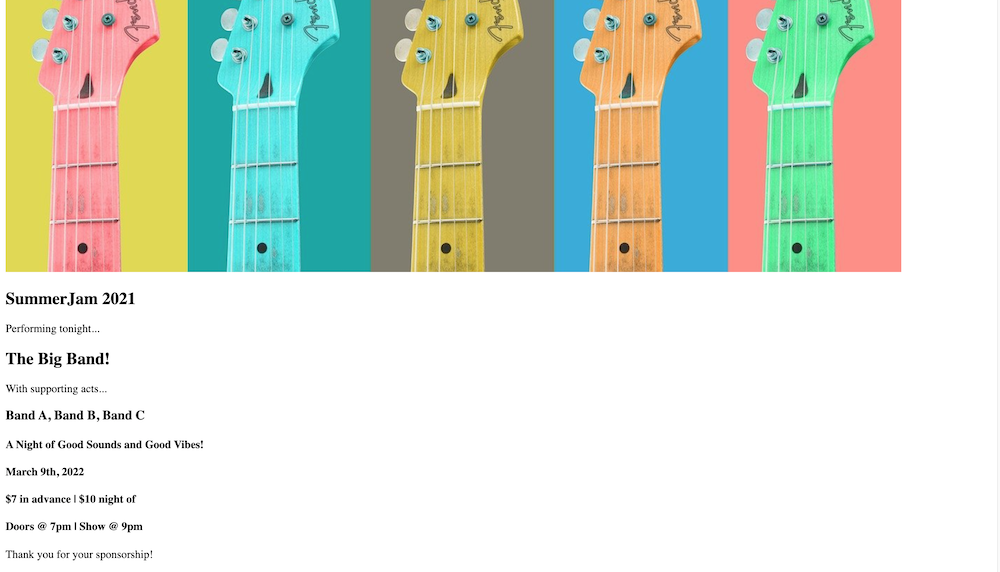 SummerJam 2021
Performing tonight...
The Big Band!
With supporting acts...
Band A, Band B, Band C
A Night of Good Sounds and Good Vibes!
March 9th, 2022
$7 in advance | $10 night of
Doors @ 7pm | Show @ 9pm
Thank you for your sponsorship!